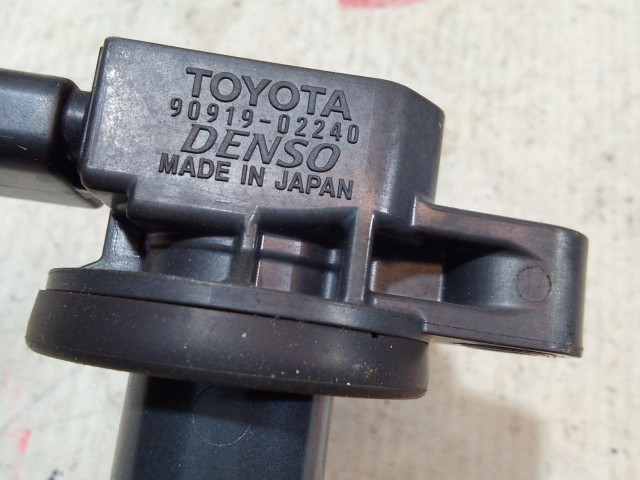 TOYOTA
90919-02240
DENSO
MADE IN JAPAN